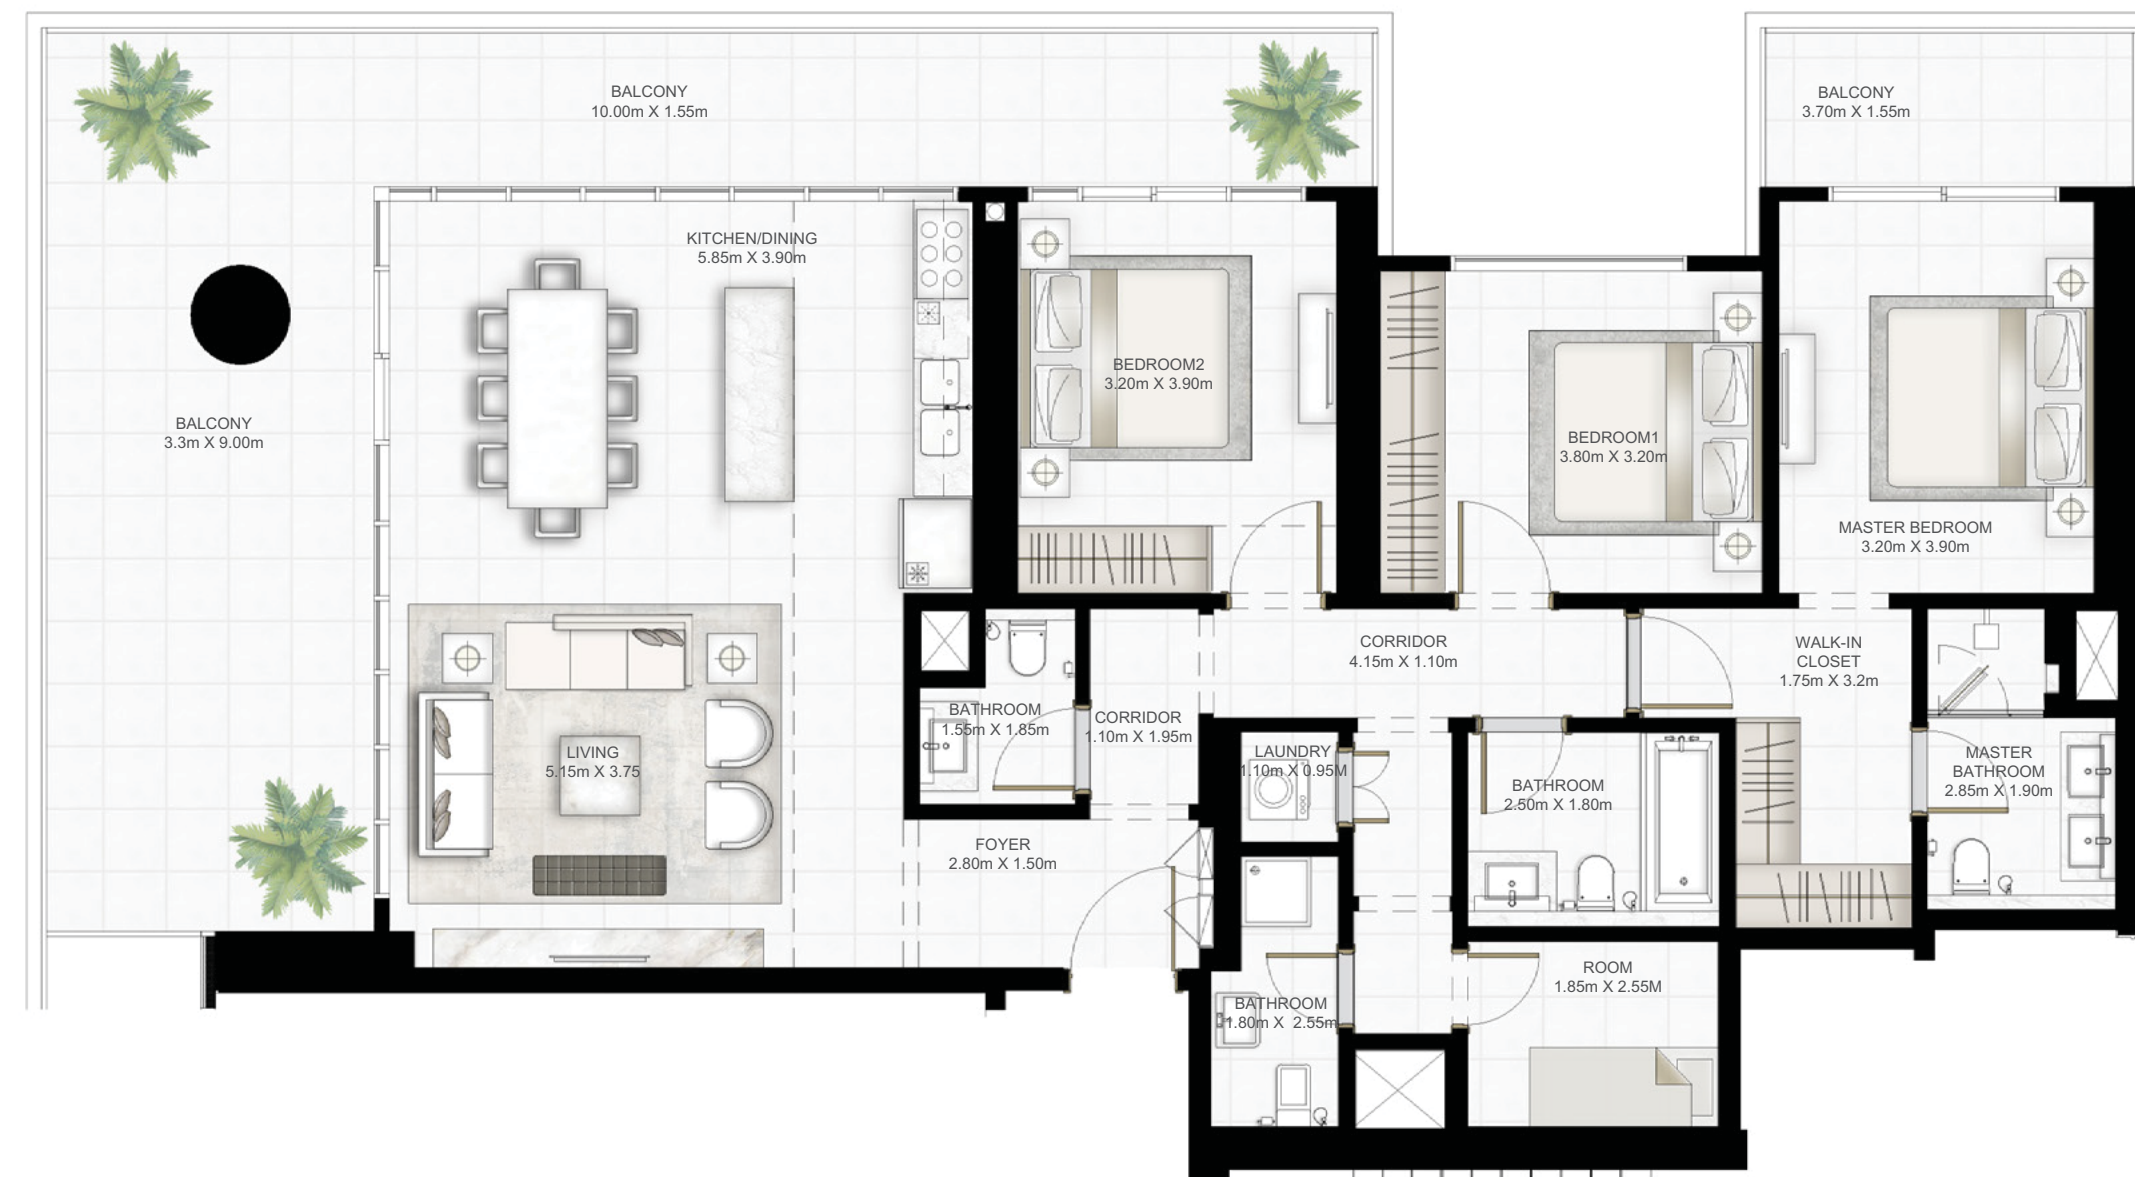 BALCONY
10.00m X 1.55m
BALCONY
3.70m X 1.55m
KITCHEN/DINING
5.85m X 3.90m
BEDROOM2
3.20m X 3.90m
BALCONY
3.3m X 9.00m
BEDROOM1
3.80m X 3.20m
MASTER BEDROOM
3.20m X 3.90m
CORRIDOR
4.15m X 1.10m
WALK-IN
CLOSET
1.75m X 3.2m
BATHROOM
1.55m X 1.85m
CORRIDOR
1.10m X 1.95m
LIVING
5.15m X 3.75
LAUNDRY
1.10m X 0.95M
BATHROOM
2.50m X 1.80m
MASTER
BATHROOM
2.85m X 1.90m
FOYER
2.80m X 1.50m
ROOM
1.85m X 2.55M
BATHROOM
1.80m X 2.55m